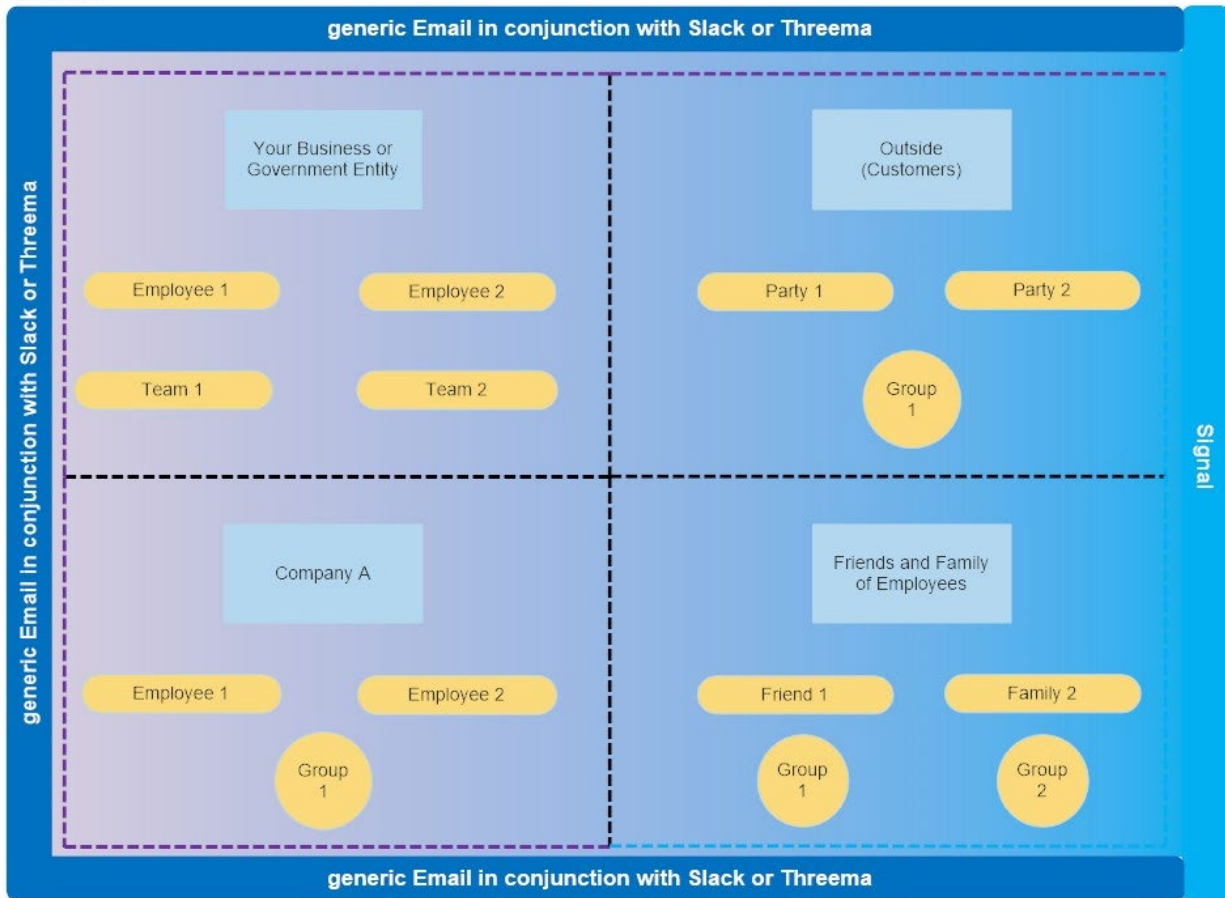 generic Email in conjunction with Slack or Threema
generic Email in conjunction with Slack or Threema
Your Business or
Government Entity
Employee 1
Employee 2
Team 1
Team 2
Outside
(Customers)
Party 1
Party 2
Group
1
Signal
Company A
Employee 1
Employee 2
Group
1
Friends and Family
of Employees
Friend 1
Family 2
Group
1
Group
2
generic Email in conjunction with Slack or Threema